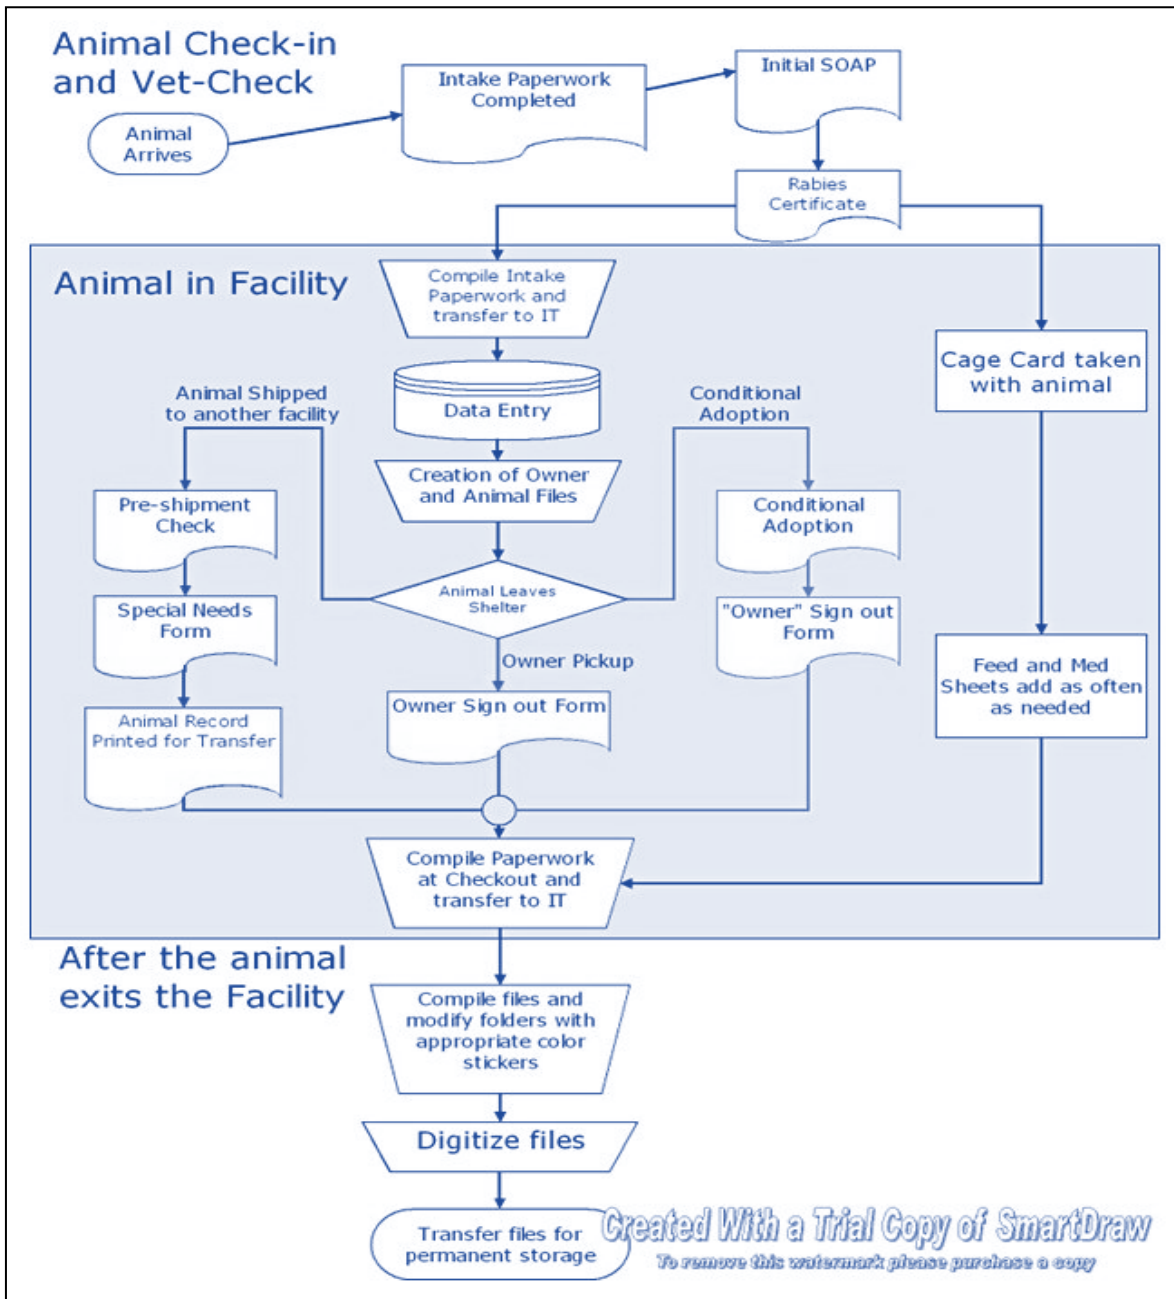 Animal Check-in
and Vet-Check
Animal
Arrives
Intake Paperwork
Completed
Initial SOAP
Rabies
Certificate
Animal in Facility
Compile Intake
Paperwork and
transfer to IT
Cage Card taken
with animal
Data Entry
Animal Shipped
to another facility
Conditional
Adoption
Creation of Owner
and Animal Files
Pre-shipment
Check
Conditional
Adoption
Animal Leaves
Shelter
Special Needs
Form
"Owner" Sign out
Form
Owner Pickup
Feed and Med
Sheets add as often
as needed
Owner Sign out Form
Animal Record
Printed for Transfer
Compile Paperwork
at Checkout and
transfer to IT
After the animal
exits the Facility
Compile files and
modify folders with
appropriate color
stickers
Digitize files
Transfer files for
permanent storage
Created With a Trial Copy of SmartDraw
To remove this watermark please purchase a copy